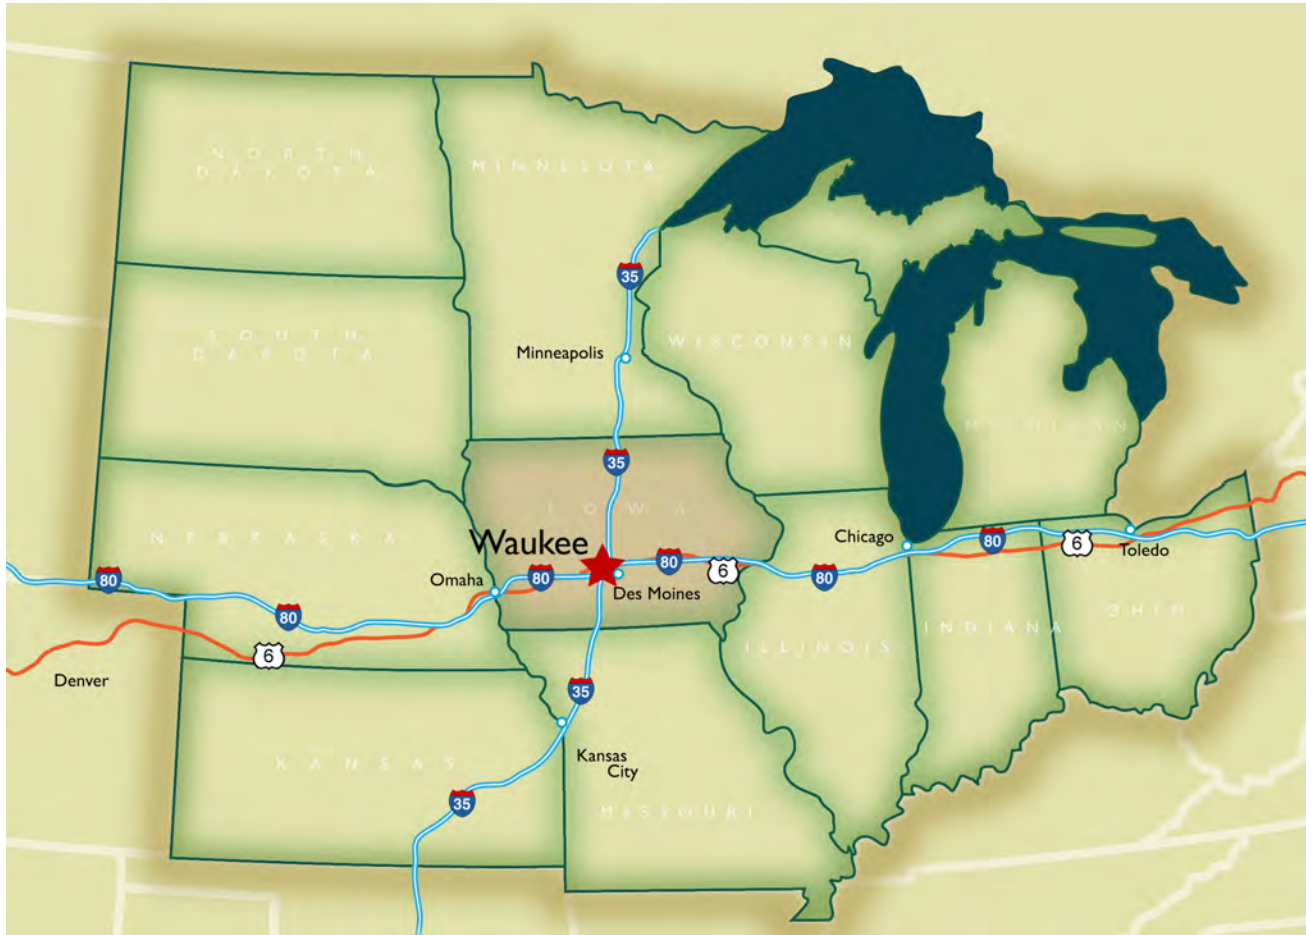 NORTH
DAKOTA
MINNESOTA
35
SOUTH
DAKOTA
WISCONSIN
Minneapolis
MICHIGAN
35
IOWA
NEBRASKA
Waukee
Chicago
80
6
Toledo
80
Omaha
80
80
6
80
Des Moines
80
OHIO
INDIANA
6
ILLINOIS
Denver
35
KANSAS
Kansas
City
35
MISSOURI